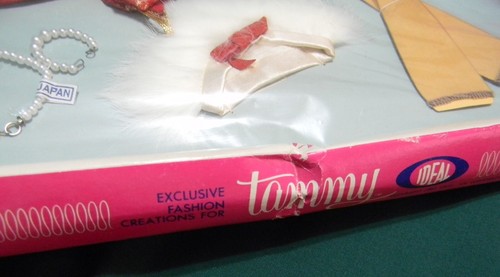 JAPAN
EXCLUSIVE
FASHION
CREATIONS FOR
tammy
IDEAL